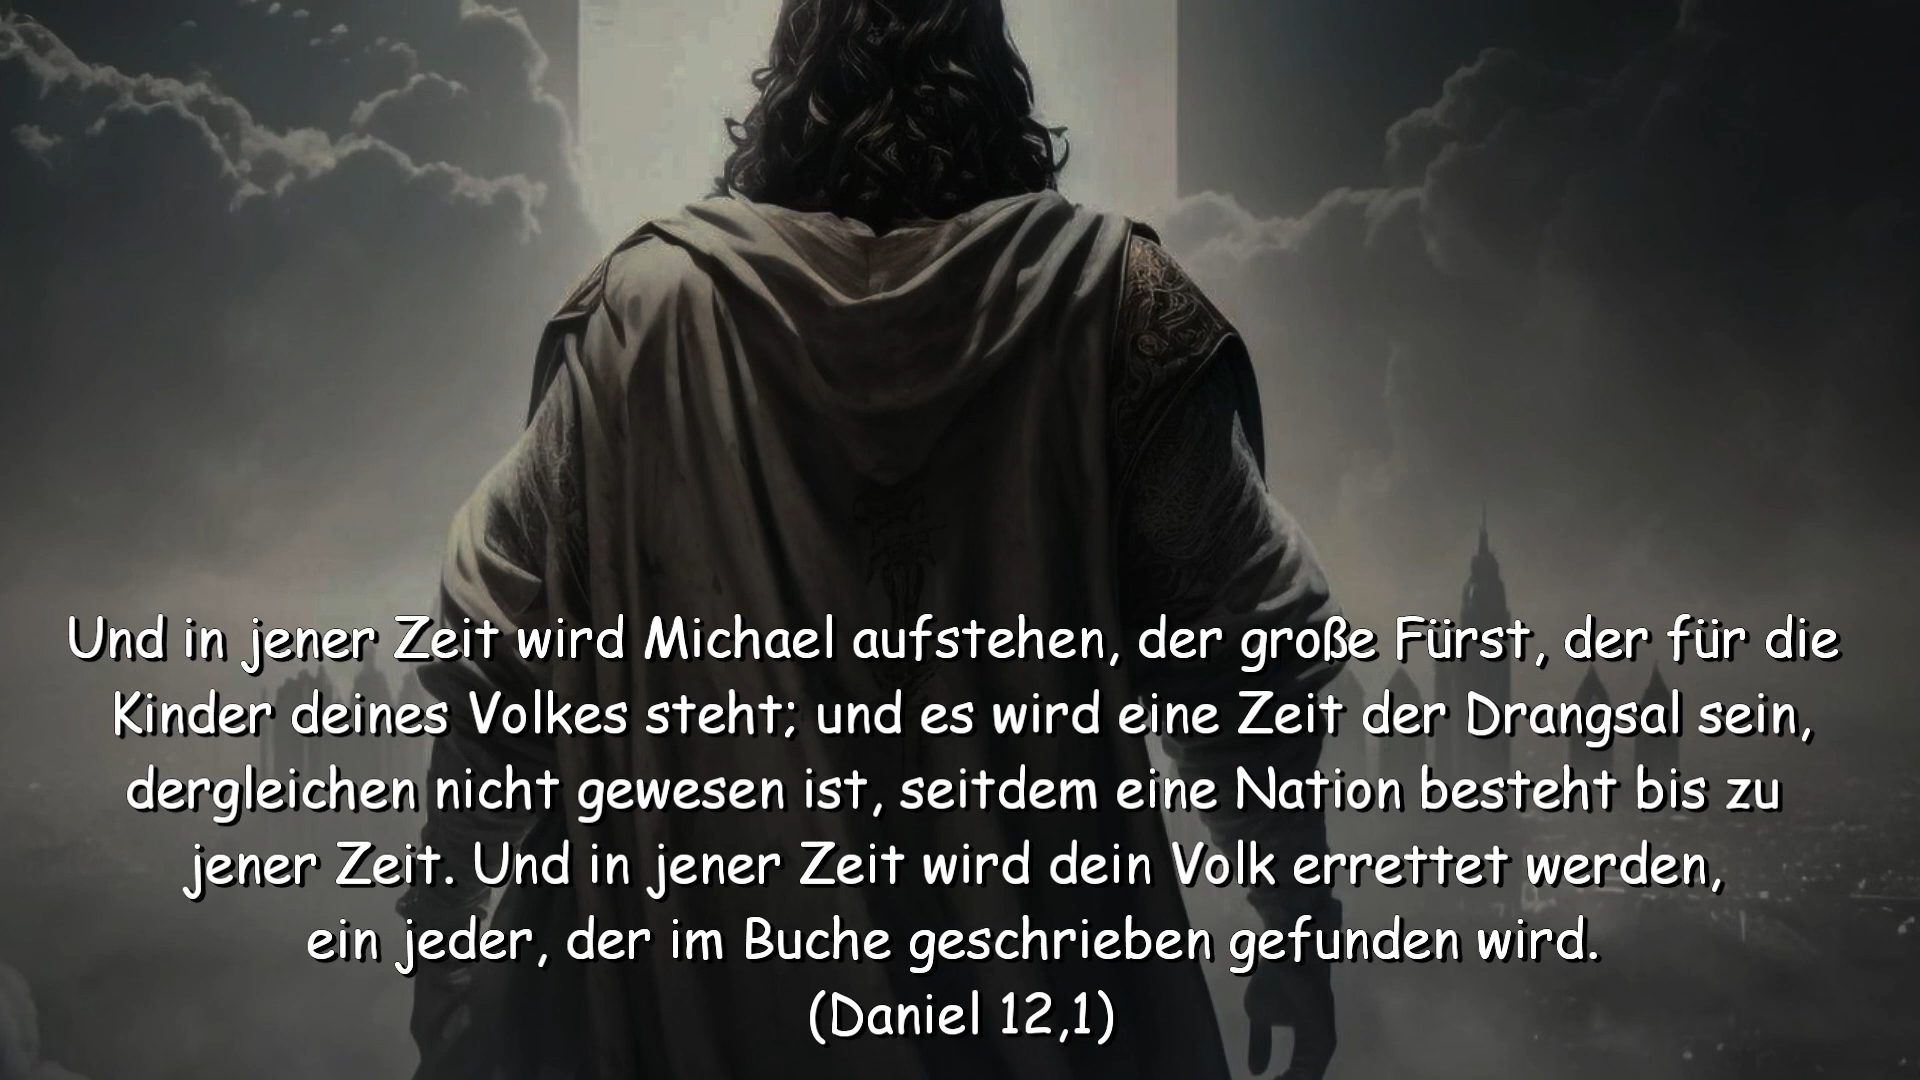 Und in jener Zeit wird Michael aufstehen, der große Fürst, der für die
Kinder deines Volkes steht; und es wird eine Zeit der Drangsal sein,
dergleichen nicht gewesen ist, seitdem eine Nation besteht bis zu
jener Zeit. Und in jener Zeit wird dein Volk errettet werden,
ein jeder, der im Buche geschrieben gefunden wird.
(Daniel 12,1)